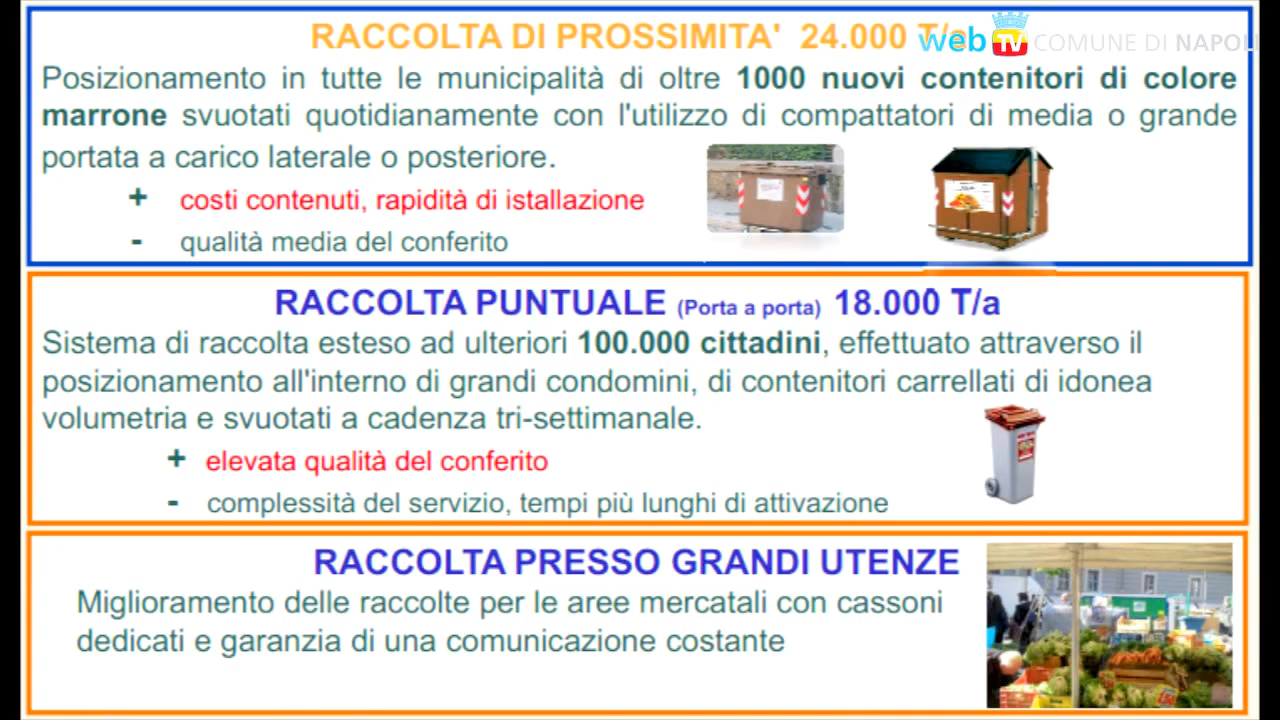 RACCOLTA DI PROSSIMITA' 24.000 T/a
web TV COMUNE DI NAPOLI
Posizionamento in tutte le municipalità di oltre 1000 nuovi contenitori di colore
marrone svuotati quotidianamente con l'utilizzo di compattatori di media o grande
portata a carico laterale o posteriore.
+ costi contenuti, rapidità di istallazione
- qualità media del conferito
RACCOLTA PUNTUALE (Porta a porta) 18.000 T/a
Sistema di raccolta esteso ad ulteriori 100.000 cittadini, effettuato attraverso il
posizionamento all'interno di grandi condomini, di contenitori carrellati di idonea
volumetria e svuotati a cadenza tri-settimanale.
+ elevata qualità del conferito
- complessità del servizio, tempi più lunghi di attivazione
RACCOLTA PRESSO GRANDI UTENZE
Miglioramento delle raccolte per le aree mercatali con cassoni
dedicati e garanzia di una comunicazione costante